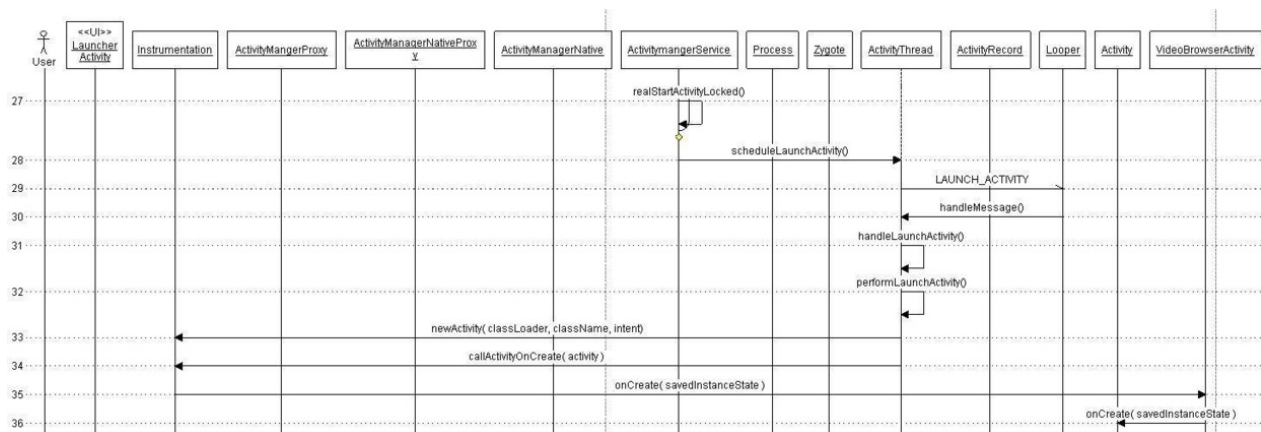 <<UI>>
Launcher
Activity
User
Instrumentation
ActivityMangerProxy
ActivityManagerNativeProx
y
ActivityManagerNative
ActivitymangerService
Process
Zygote
ActivityThread
ActivityRecord
Looper
Activity
VideoBrowserActivity
27
realStartActivityLocked()
28
scheduleLaunchActivity()
29
LAUNCH_ACTIVITY
30
handleMessage()
31
handleLaunchActivity()
32
performLaunchActivity()
33
newActivity( classLoader, className, intent)
34
callActivityOnCreate( activity )
35
onCreate( savedInstanceState )
36
onCreate( savedInstanceState )